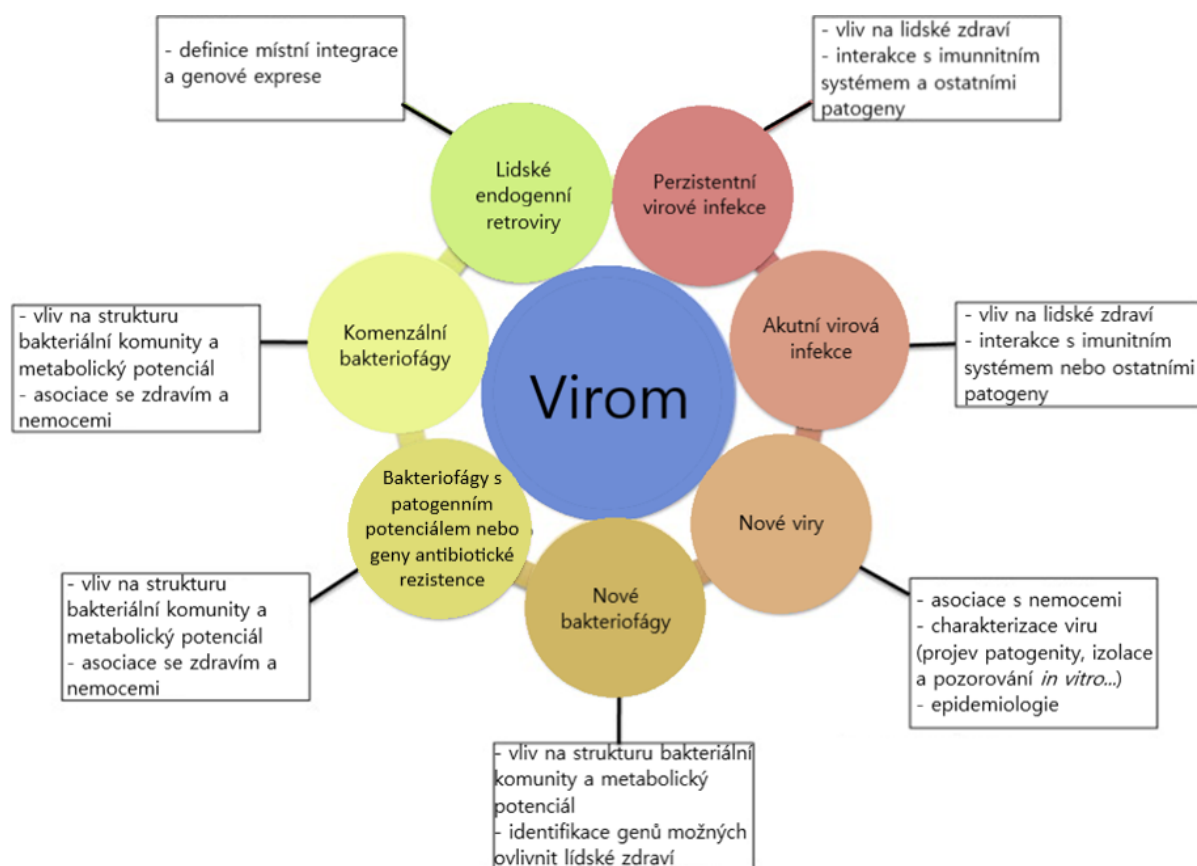 - definice místní integrace
a genové exprese
- vliv na lidské zdraví
- interakce s imunnitním
systémem a ostatními
patogeny
Lidské
endogenní
retroviry
Perzistentní
virové infekce
- vliv na strukturu
bakteriální komunity a
metabolický potenciál
- asociace se zdravím a
nemocemi
Komenzální
bakteriofágy
Virom
Akutní virová
infekce
- vliv na lidské zdraví
- interakce s imunitním
systémem nebo ostatními
patogeny
Bakteriofágy s
patogenním
potenciálem nebo
geny antibiotické
rezistence
Nové viry
- vliv na strukturu
bakteriální komunity a
metabolický potenciál
- asociace se zdravím a
nemocemi
Nové
bakteriofágy
- asociace s nemocemi
- charakterizace viru
(projev patogenity, izolace
a pozorování in vitro...)
- epidemiologie
- vliv na strukturu bakteriální
komunity a metabolický
potenciál
- identifikace genů možných
ovlivnit lídské zdraví